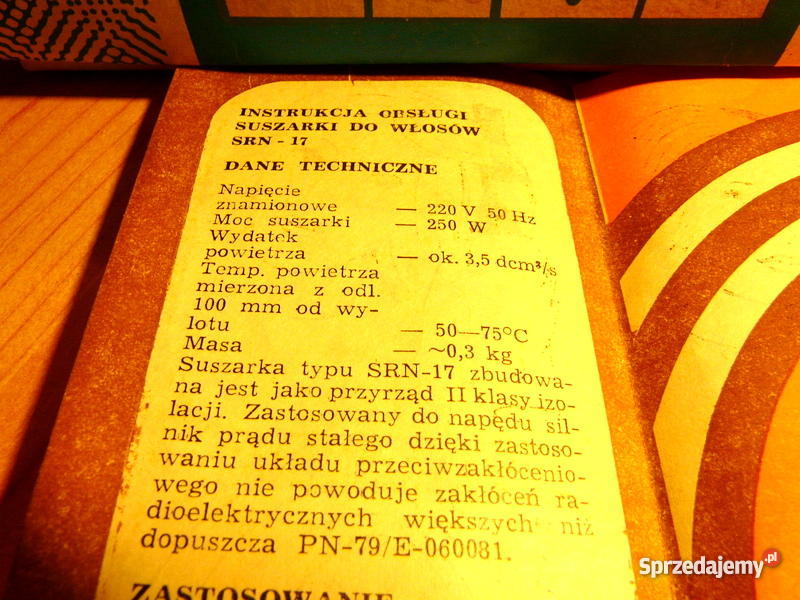 INSTRUKCJA OBSŁUGI
SUSZARKI DO WŁOSÓW
SRN - 17
DANE TECHNICZNE
Napięcie
znamionowe — 220 V 50 Hz
Moc suszarki — 250 W
Wydatek
powietrza — ok. 3,5 dcm³/s
Temp. powietrza
mierzona z odl.
100 mm od wy-
lotu — 50—75°C
Masa — ~0,3 kg
Suszarka typu SRN-17 zbudowa-
na jest jako przyrząd II klasy izo-
lacji. Zastosowany do napędu sil-
nik prądu stałego dzięki zastoso-
waniu układu przeciwzakłócenio-
wego nie powoduje zakłóceń ra-
dioelektrycznych większych niż
dopuszcza PN-79/E-060081.
ZASTOSOWANIE
Sprzedajemy.pl